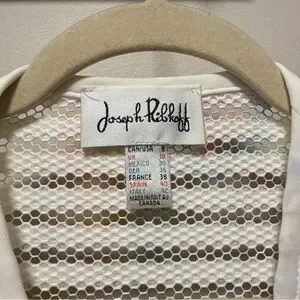 Joseph Ribkoff
CAN/USA 8
UK 10
MEXICO 30
GER 36
FRANCE 38
SPAIN 40
ITALY 42
MADE IN/FAIT AU
CANADA